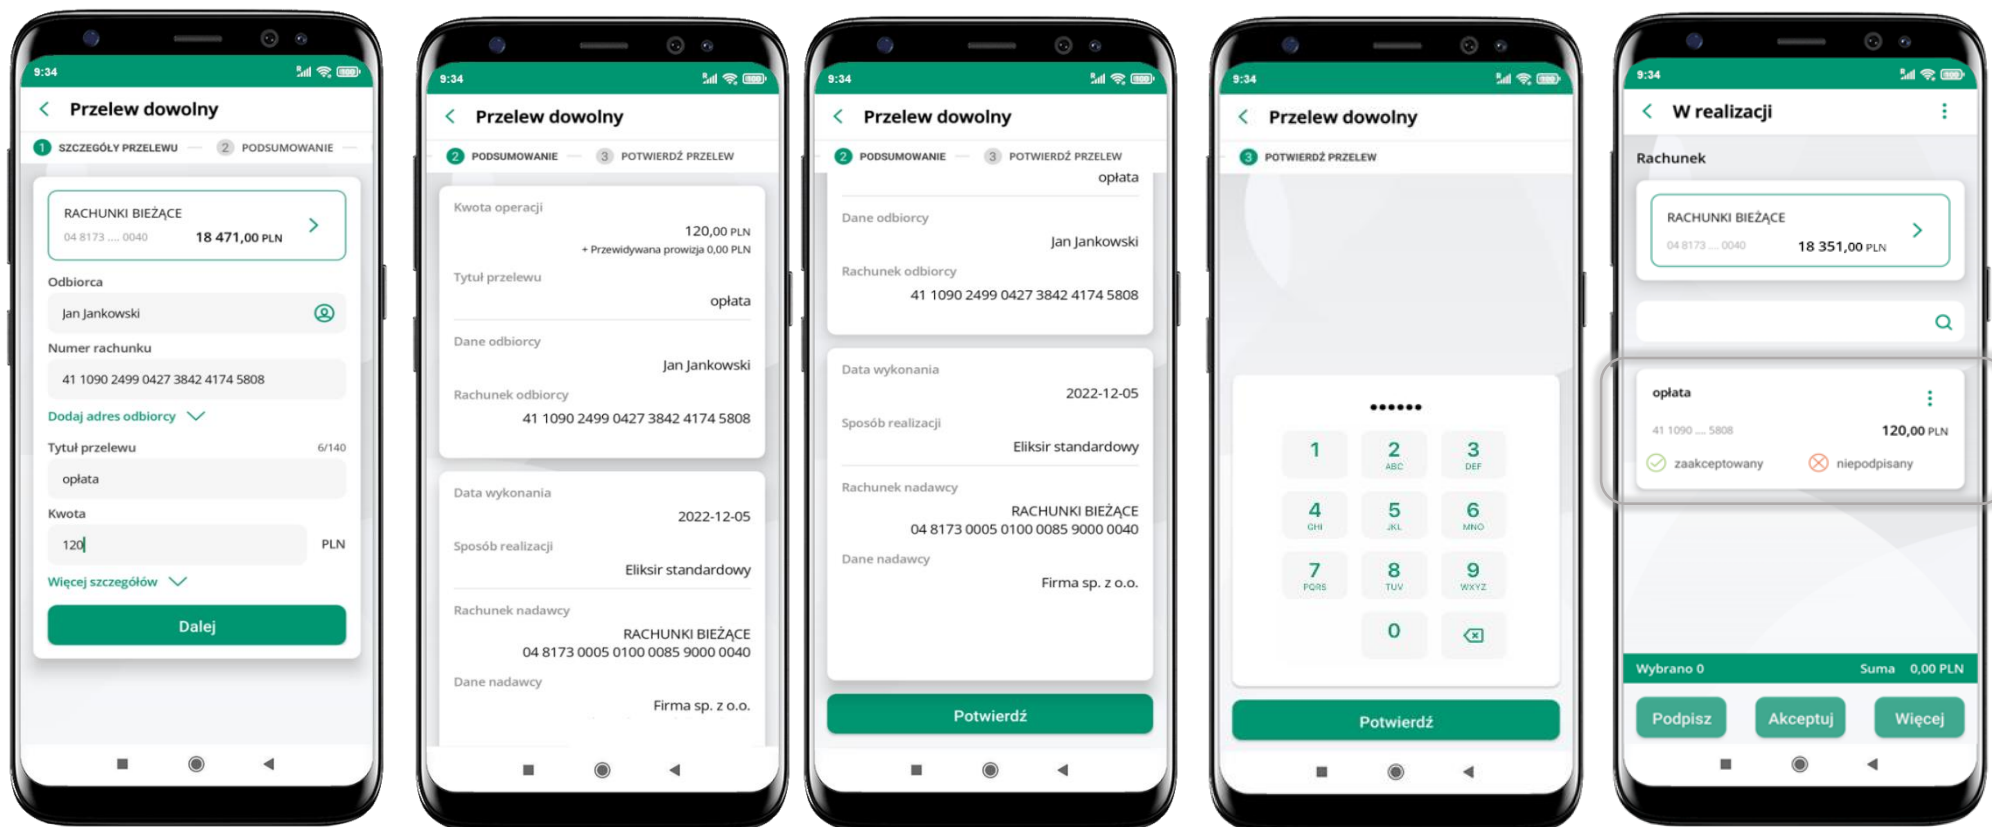 9:34
Przelew dowolny
1 SZCZEGÓŁY PRZELEWU 2 PODSUMOWANIE
RACHUNKI BIEŻĄCE
04 8173 .... 0040 18 471,00 PLN
Odbiorca
Jan Jankowski
Numer rachunku
41 1090 2499 0427 3842 4174 5808
Dodaj adres odbiorcy
Tytuł przelewu 6/140
opłata
Kwota
120 PLN
Więcej szczegółów
Dalej
9:34
Przelew dowolny
2 PODSUMOWANIE 3 POTWIERDŹ PRZELEW
Kwota operacji
120,00 PLN
+ Przewidywana prowizja 0,00 PLN
Tytuł przelewu
opłata
Dane odbiorcy
Jan Jankowski
Rachunek odbiorcy
41 1090 2499 0427 3842 4174 5808
Data wykonania
2022-12-05
Sposób realizacji
Eliksir standardowy
Rachunek nadawcy
RACHUNKI BIEŻĄCE
04 8173 0005 0100 0085 9000 0040
Dane nadawcy
Firma sp. z o.o.
9:34
Przelew dowolny
2 PODSUMOWANIE 3 POTWIERDŹ PRZELEW
opłata
Dane odbiorcy
Jan Jankowski
Rachunek odbiorcy
41 1090 2499 0427 3842 4174 5808
Data wykonania
2022-12-05
Sposób realizacji
Eliksir standardowy
Rachunek nadawcy
RACHUNKI BIEŻĄCE
04 8173 0005 0100 0085 9000 0040
Dane nadawcy
Firma sp. z o.o.
Potwierdź
9:34
Przelew dowolny
3 POTWIERDŹ PRZELEW
••••••
1 2 3
ABC DEF
4 5 6
GHI JKL MNO
7 8 9
PQRS TUV WXYZ
0
Potwierdź
9:34
W realizacji
Rachunek
RACHUNKI BIEŻĄCE
04 8173 .... 0040 18 351,00 PLN
opłata
41 1090 .... 5808 120,00 PLN
zaakceptowany niepodpisany
Wybrano 0 Suma 0,00 PLN
Podpisz Akceptuj Więcej